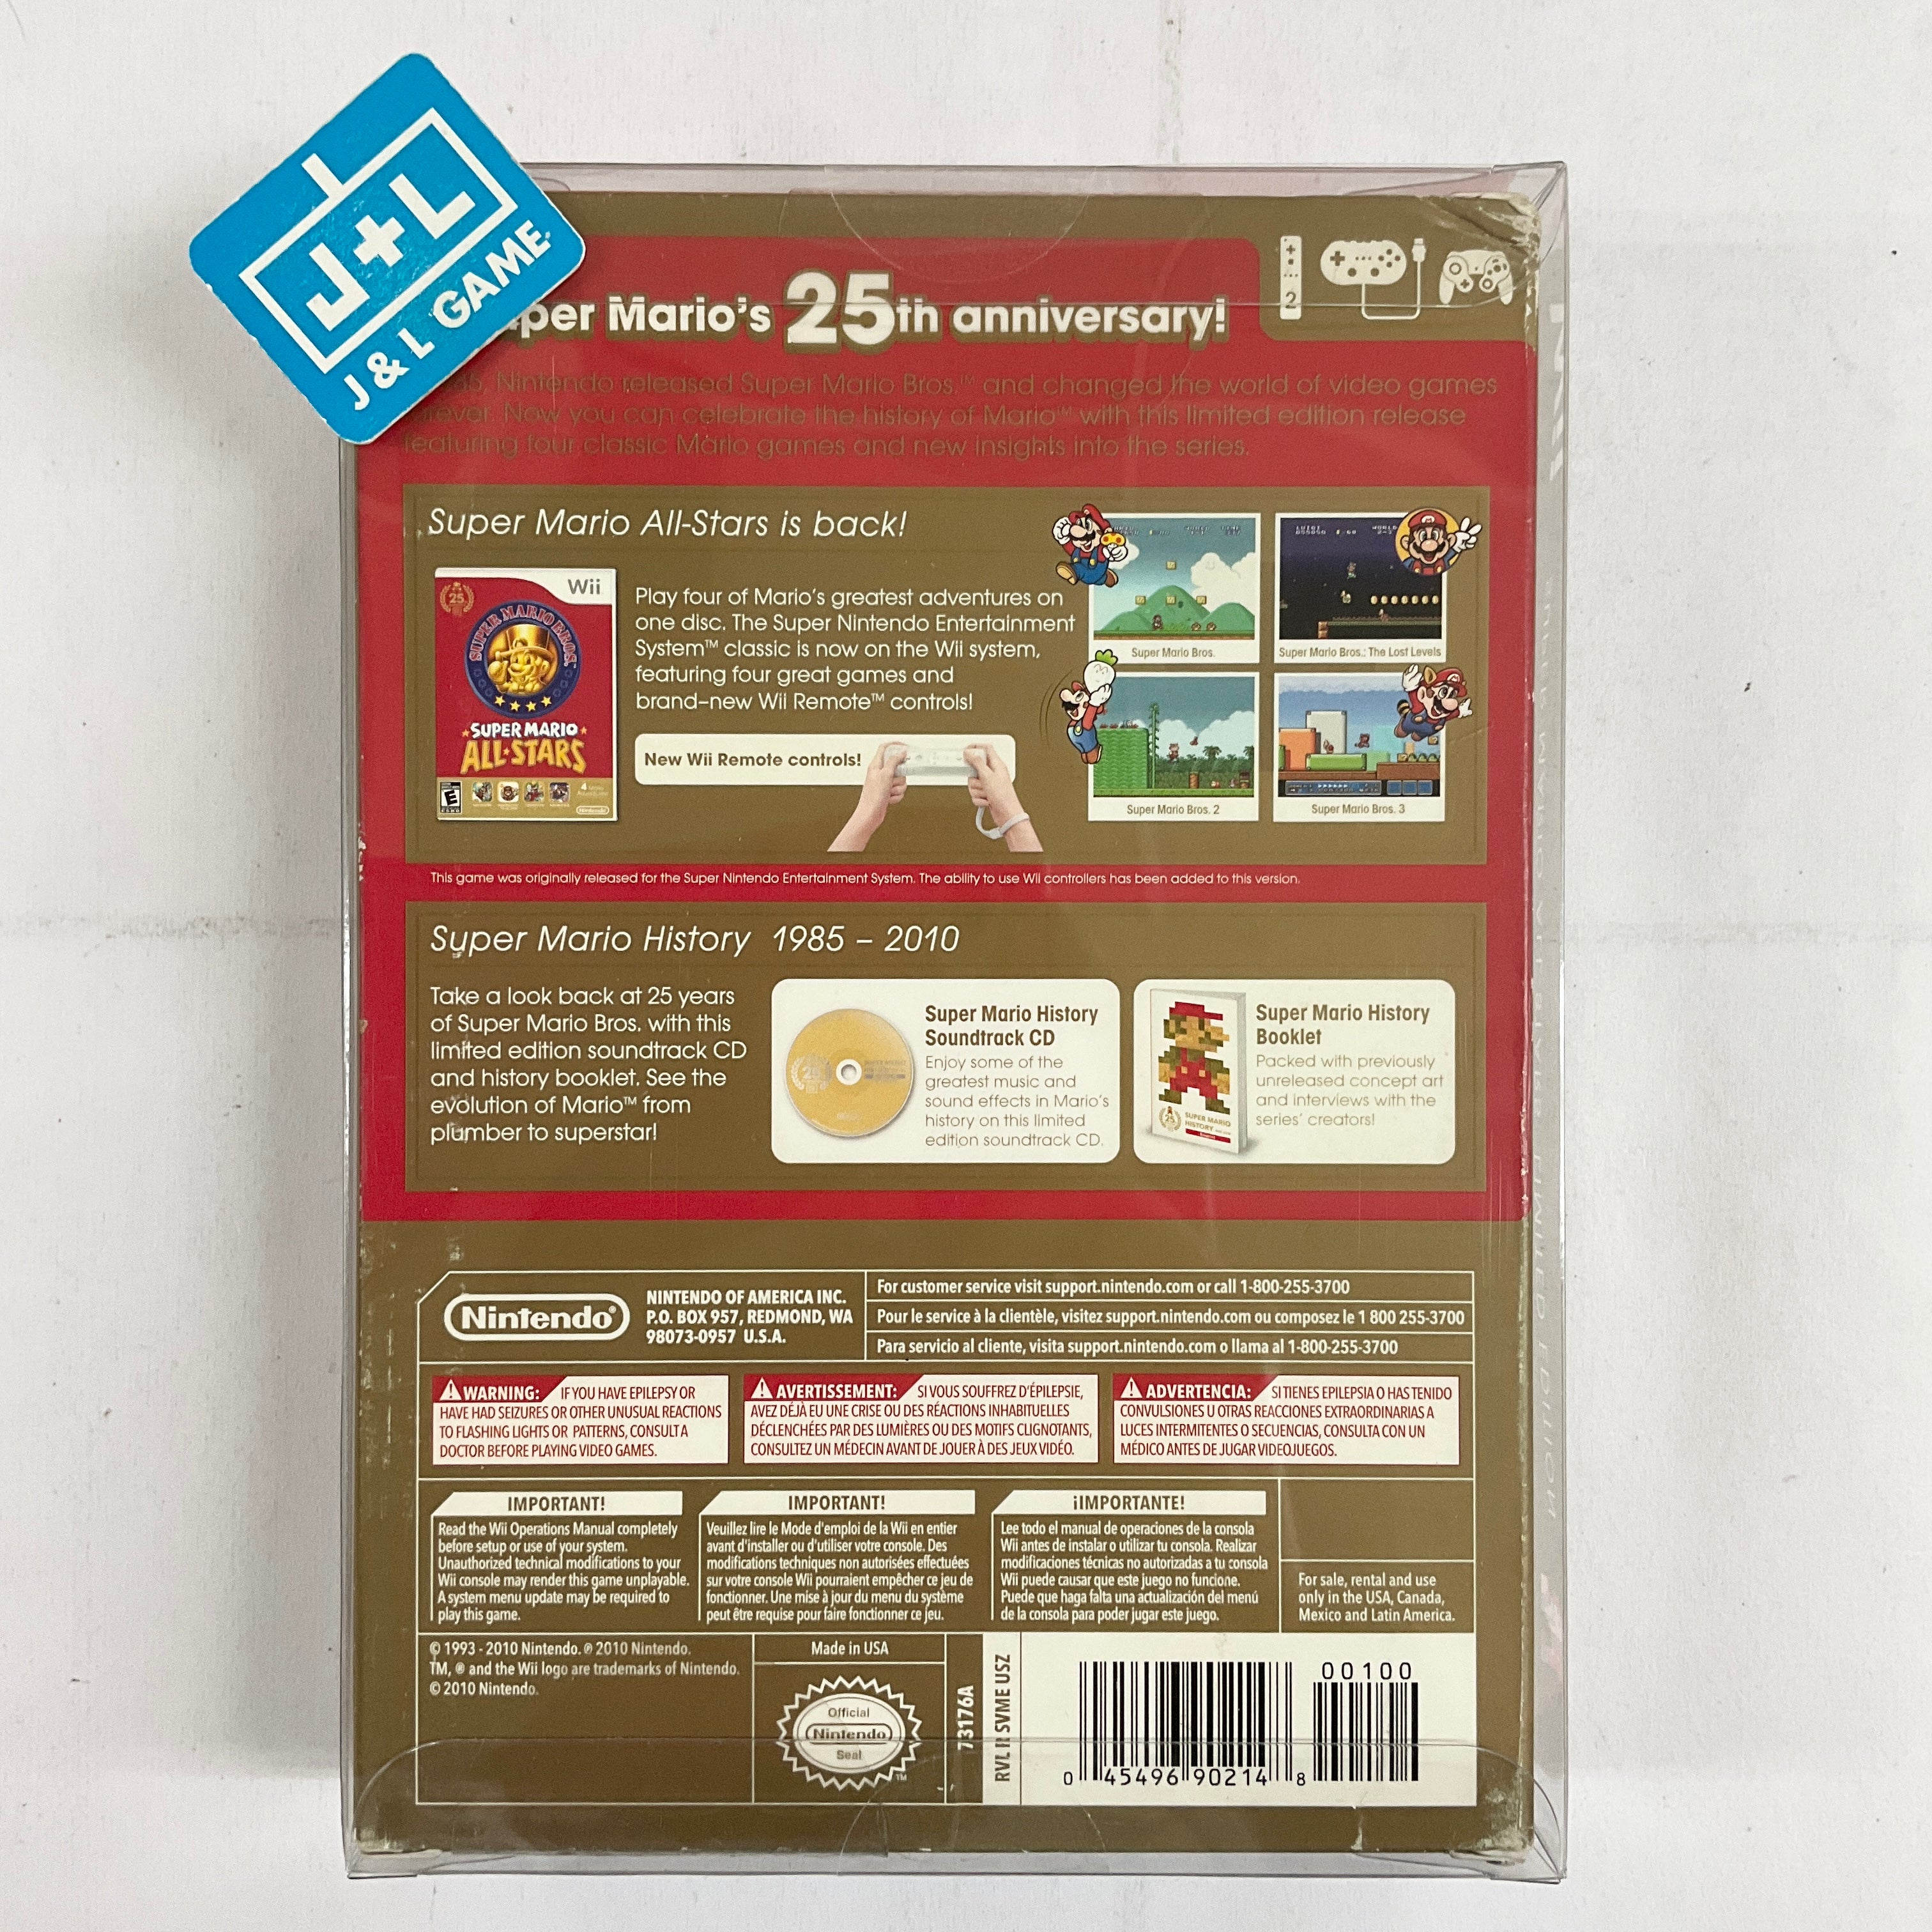 J+L
J & L GAME
per Mario's 25th anniversary!
2
Nintendo released Super Mario Bros.™ and changed the world of video games
Now you can celebrate the history of Mario™ with this limited edition release
featuring four classic Mario games and new insights into the series.
Super Mario All-Stars is back!
Wii
25
SUPER MARIO BROS.
SUPER MARIO
ALL-STARS
E
Nintendo
Play four of Mario's greatest adventures on
one disc. The Super Nintendo Entertainment
System™ classic is now on the Wii system,
featuring four great games and
brand-new Wii Remote™ controls!
New Wii Remote controls!
Super Mario Bros.
Super Mario Bros.: The Lost Levels
Super Mario Bros. 2
Super Mario Bros. 3
This game was originally released for the Super Nintendo Entertainment System. The ability to use Wii controllers has been added to this version.
Super Mario History 1985 – 2010
Take a look back at 25 years
of Super Mario Bros. with this
limited edition soundtrack CD
and history booklet. See the
evolution of Mario™ from
plumber to superstar!
25
Super Mario History
Soundtrack CD
Enjoy some of the
greatest music and
sound effects in Mario's
history on this limited
edition soundtrack CD.
SUPER MARIO
HISTORY
Super Mario History
Booklet
Packed with previously
unreleased concept art
and interviews with the
series' creators!
Nintendo®
NINTENDO OF AMERICA INC.
P.O. BOX 957, REDMOND, WA
98073-0957 U.S.A.
For customer service visit support.nintendo.com or call 1-800-255-3700
Pour le service à la clientèle, visitez support.nintendo.com ou composez le 1 800 255-3700
Para servicio al cliente, visita support.nintendo.com o llama al 1-800-255-3700
WARNING: IF YOU HAVE EPILEPSY OR
HAVE HAD SEIZURES OR OTHER UNUSUAL REACTIONS
TO FLASHING LIGHTS OR PATTERNS, CONSULT A
DOCTOR BEFORE PLAYING VIDEO GAMES.
AVERTISSEMENT: SI VOUS SOUFFREZ D'ÉPILEPSIE,
AVEZ DÉJÀ EU UNE CRISE OU DES RÉACTIONS INHABITUELLES
DÉCLENCHÉES PAR DES LUMIÈRES OU DES MOTIFS CLIGNOTANTS,
CONSULTEZ UN MÉDECIN AVANT DE JOUER À DES JEUX VIDÉO.
ADVERTENCIA: SI TIENES EPILEPSIA O HAS TENIDO
CONVULSIONES U OTRAS REACCIONES EXTRAORDINARIAS A
LUCES INTERMITENTES O SECUENCIAS, CONSULTA CON UN
MÉDICO ANTES DE JUGAR VIDEOJUEGOS.
IMPORTANT!
Read the Wii Operations Manual completely
before setup or use of your system.
Unauthorized technical modifications to your
Wii console may render this game unplayable.
A system menu update may be required to
play this game.
IMPORTANT!
Veuillez lire le Mode d'emploi de la Wii en entier
avant d'installer ou d'utiliser votre console. Des
modifications techniques non autorisées effectuées
sur votre console Wii pourraient empêcher ce jeu de
fonctionner. Une mise à jour du menu du système
peut être requise pour faire fonctionner ce jeu.
¡IMPORTANTE!
Lee todo el manual de operaciones de la consola
Wii antes de instalar o utilizar tu consola. Realizar
modificaciones técnicas no autorizadas a tu consola
Wii puede causar que este juego no funcione.
Puede que haga falta una actualización del menú
de la consola para poder jugar este juego.
For sale, rental and use
only in the USA, Canada,
Mexico and Latin America.
© 1993 - 2010 Nintendo. ℗ 2010 Nintendo.
TM, ® and the Wii logo are trademarks of Nintendo.
© 2010 Nintendo.
Made in USA
Official
Nintendo
Seal
TM
73176A
RVL R SVME USZ
00100
0 45496 90214 8